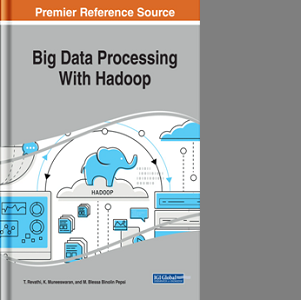 Premier Reference Source
Big Data Processing
With Hadoop
HADOOP
T. Revathi, K. Muneeswaran, and M. Blessa Binolin Pepsi
IGI Global